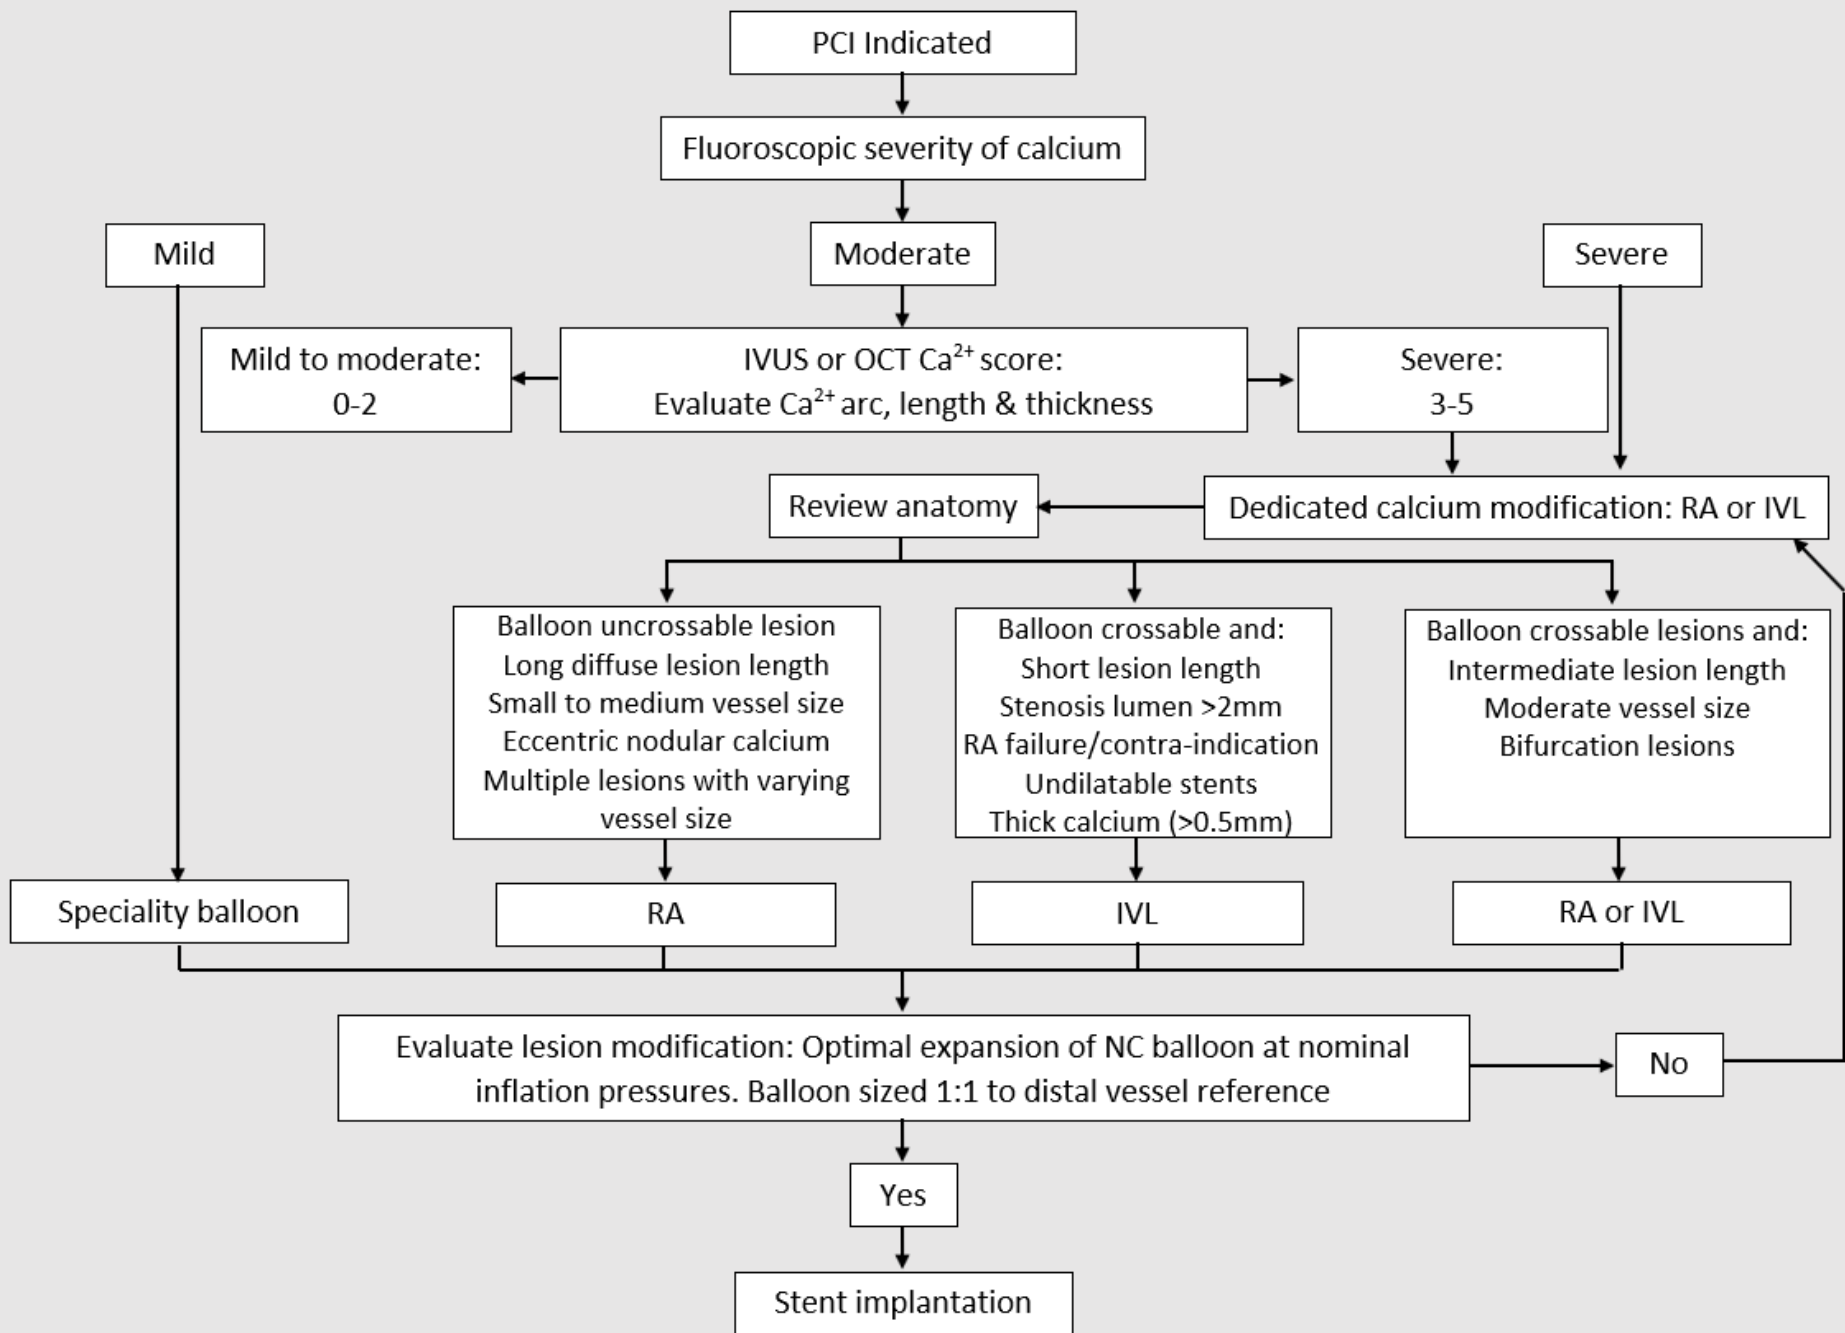 PCI Indicated
Fluoroscopic severity of calcium
Mild
Moderate
Severe
Mild to moderate:
0-2
IVUS or OCT Ca²⁺ score:
Evaluate Ca²⁺ arc, length & thickness
Severe:
3-5
Review anatomy
Dedicated calcium modification: RA or IVL
Balloon uncrossable lesion
Long diffuse lesion length
Small to medium vessel size
Eccentric nodular calcium
Multiple lesions with varying
vessel size
Balloon crossable and:
Short lesion length
Stenosis lumen >2mm
RA failure/contra-indication
Undilatable stents
Thick calcium (>0.5mm)
Balloon crossable lesions and:
Intermediate lesion length
Moderate vessel size
Bifurcation lesions
Speciality balloon
RA
IVL
RA or IVL
Evaluate lesion modification: Optimal expansion of NC balloon at nominal
inflation pressures. Balloon sized 1:1 to distal vessel reference
No
Yes
Stent implantation